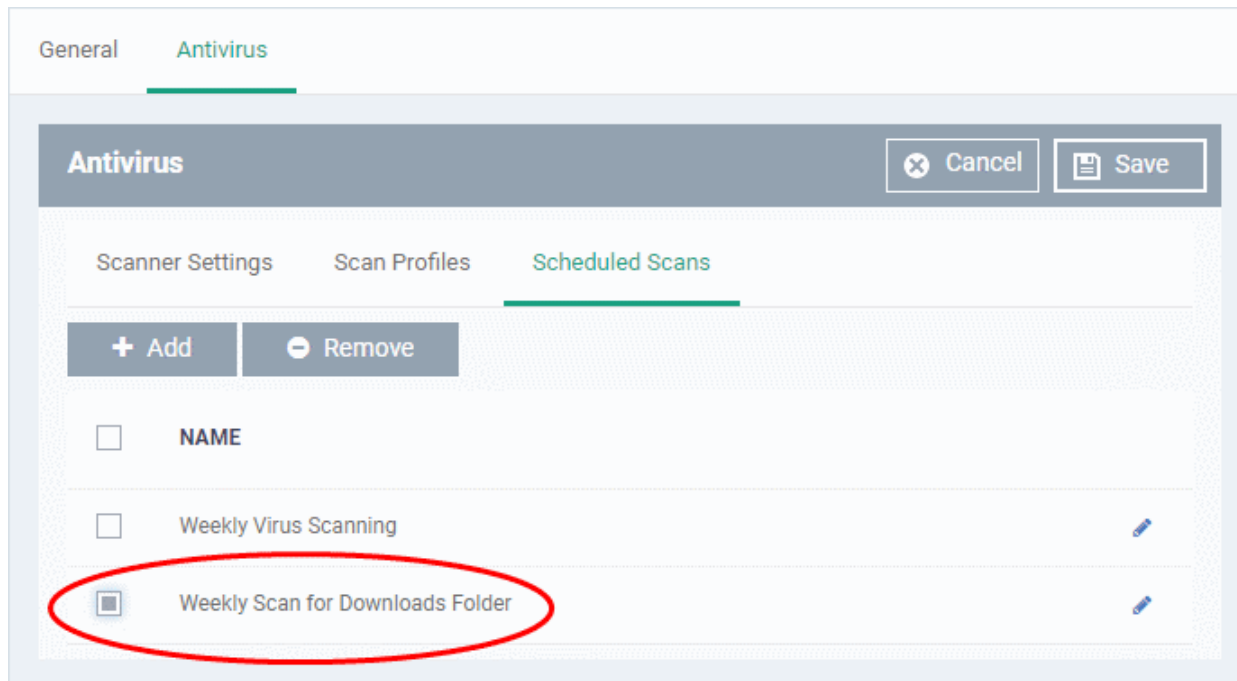 General Antivirus
Antivirus Cancel Save
Scanner Settings Scan Profiles Scheduled Scans
Add Remove
NAME
Weekly Virus Scanning
Weekly Scan for Downloads Folder